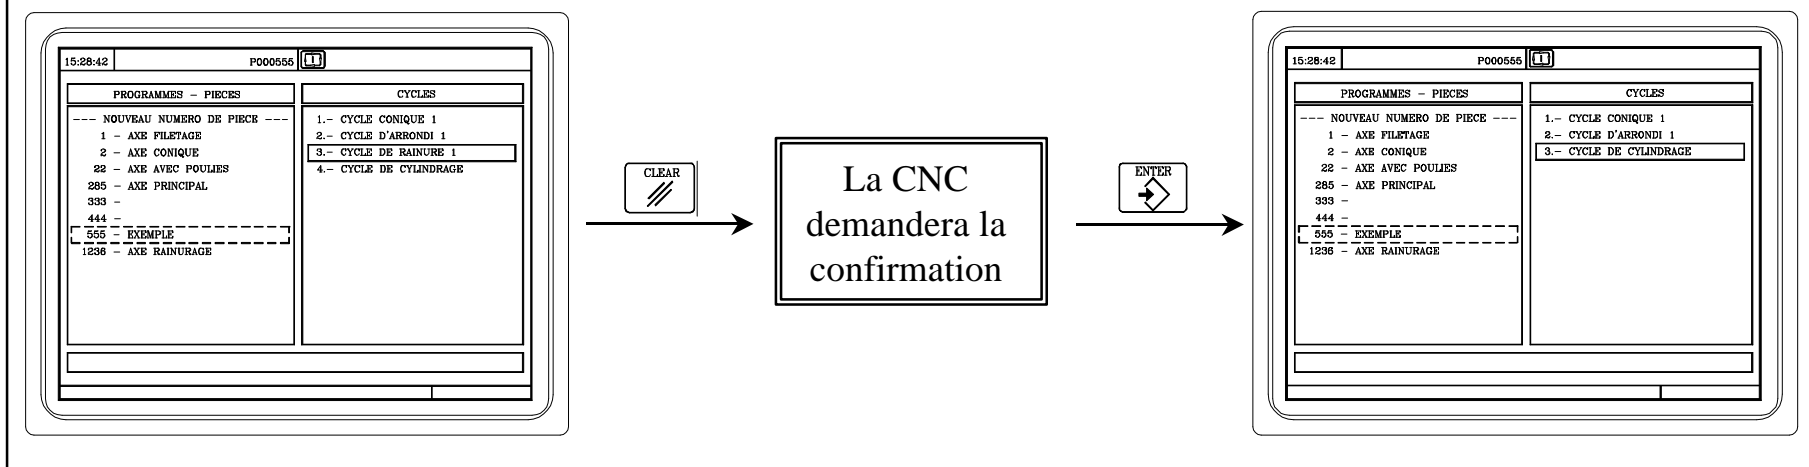 15:28:42 P000555
PROGRAMMES - PIECES
--- NOUVEAU NUMERO DE PIECE ---
1 - AXE FILETAGE
2 - AXE CONIQUE
22 - AXE AVEC POULIES
285 - AXE PRINCIPAL
333 -
444 -
555 - EXEMPLE
1236 - AXE RAINURAGE
CYCLES
1.- CYCLE CONIQUE 1
2.- CYCLE D'ARRONDI 1
3.- CYCLE DE RAINURE 1
4.- CYCLE DE CYLINDRAGE
CLEAR
La CNC
demandera la
confirmation
ENTER
15:28:42 P000555
PROGRAMMES - PIECES
--- NOUVEAU NUMERO DE PIECE ---
1 - AXE FILETAGE
2 - AXE CONIQUE
22 - AXE AVEC POULIES
285 - AXE PRINCIPAL
333 -
444 -
555 - EXEMPLE
1236 - AXE RAINURAGE
CYCLES
1.- CYCLE CONIQUE 1
2.- CYCLE D'ARRONDI 1
3.- CYCLE DE CYLINDRAGE